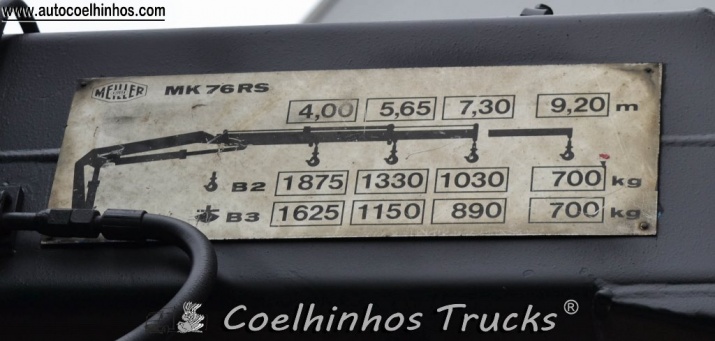 www.autocoelhinhos.com
MEILLER MK 76 RS
4,00 5,65 7,30 9,20 m
B2 1875 1330 1030 700 kg
B3 1625 1150 890 700 kg
Coelhinhos Trucks®